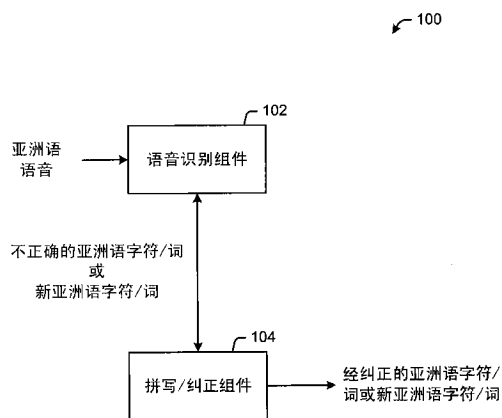 100
102
亚洲语
语音
语音识别组件
不正确的亚洲语字符/词
或
新亚洲语字符/词
104
拼写/纠正组件
经纠正的亚洲语字符/
词或新亚洲语字符/词